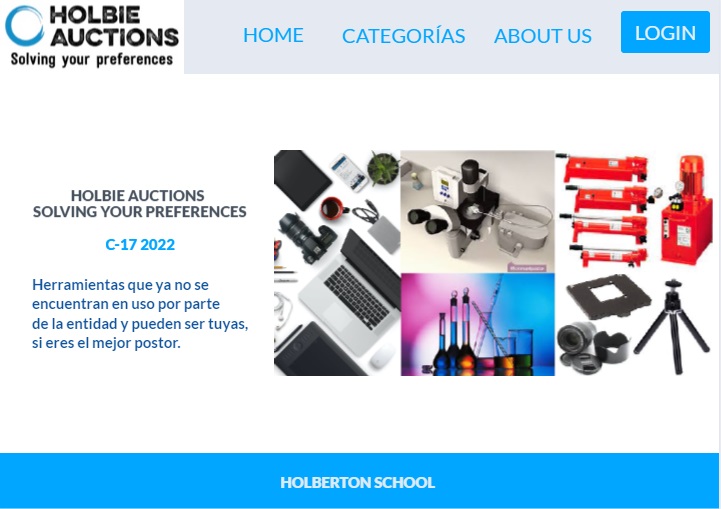 HOLBIE
AUCTIONS
Solving your preferences
HOME
CATEGORÍAS
ABOUT US
LOGIN
HOLBIE AUCTIONS
SOLVING YOUR PREFERENCES
C-17 2022
Herramientas que ya no se
encuentran en uso por parte
de la entidad y pueden ser tuyas,
si eres el mejor postor.
HOLBERTON SCHOOL